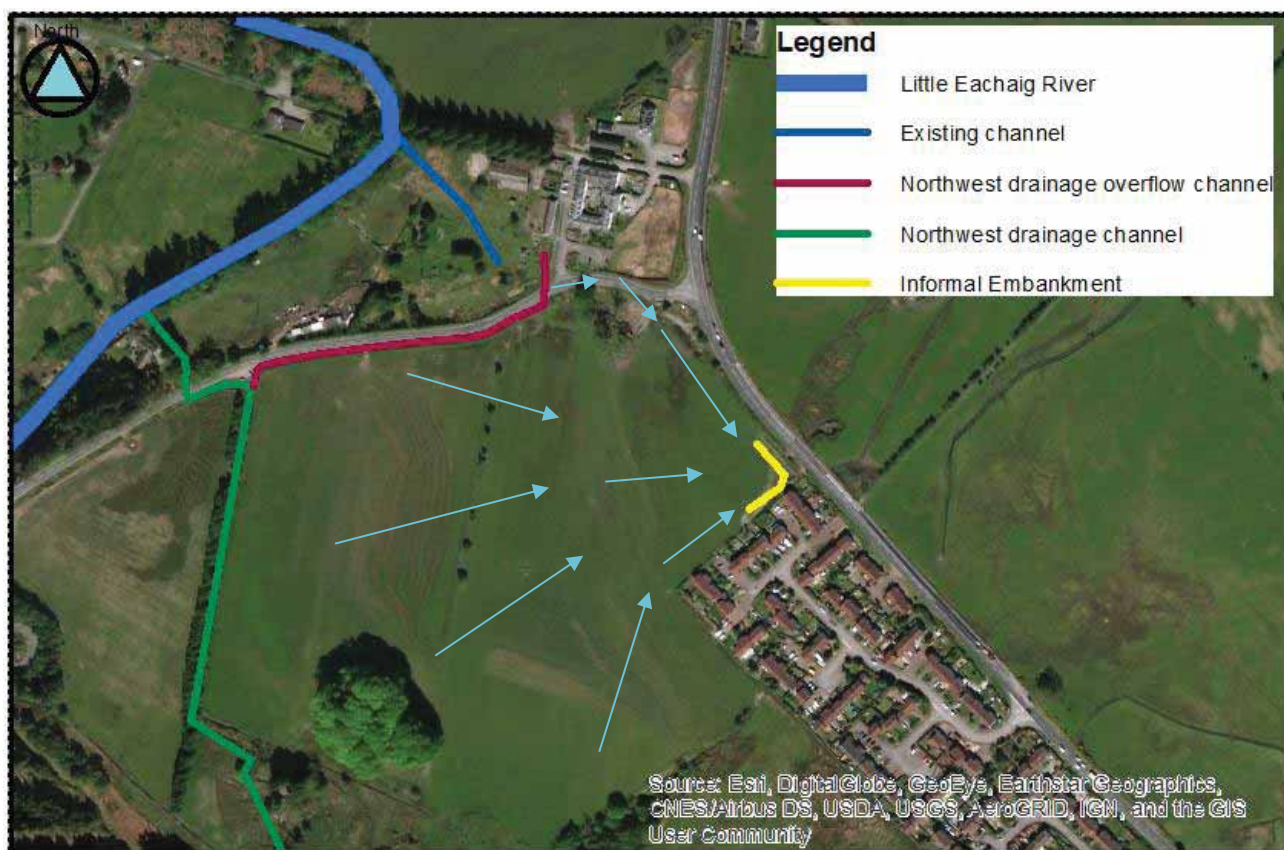 North
Legend
Little Eachaig River
Existing channel
Northwest drainage overflow channel
Northwest drainage channel
Informal Embankment
Source: Esri, DigitalGlobe, GeoEye, Earthstar Geographics,
CNES/Airbus DS, USDA, USGS, AeroGRID, IGN, and the GIS
User Community